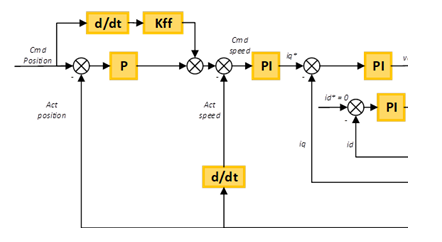 d/dt
Kff
Cmd
Position
Cmd
speed
P
PI
iq*
PI
Act
position
Act
speed
id* = 0
PI
iq
id
d/dt